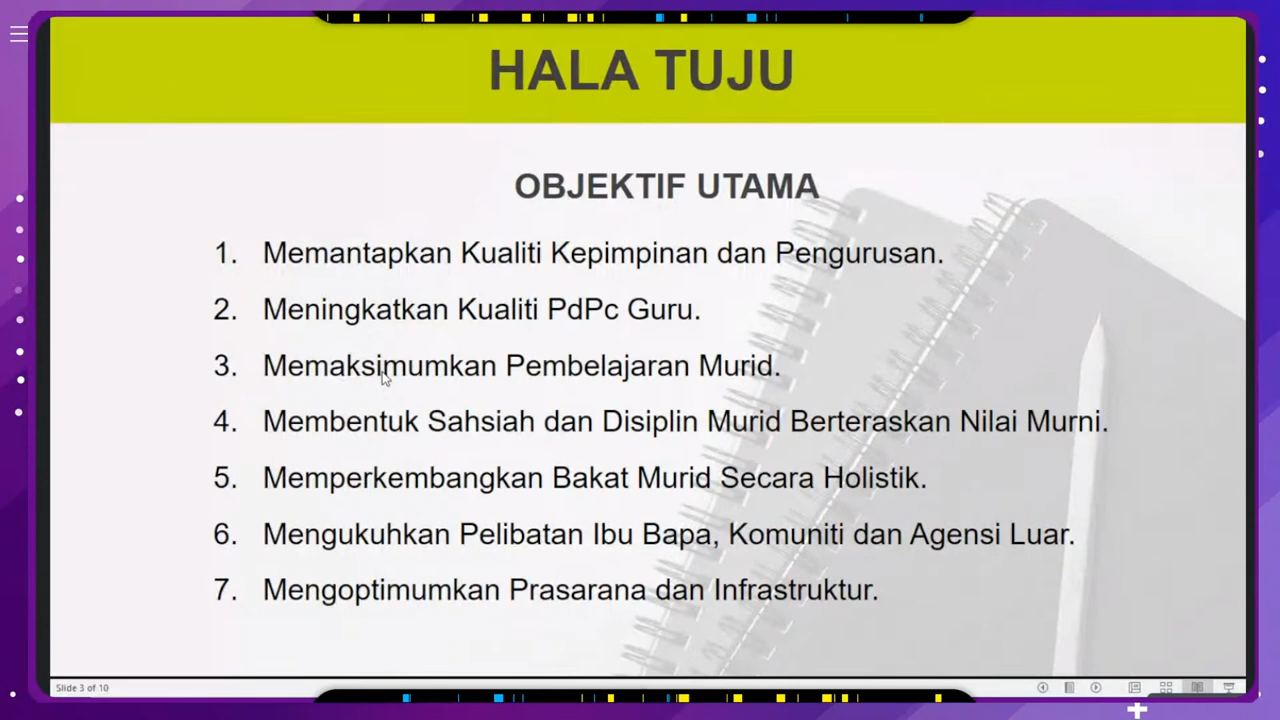 HALA TUJU
OBJEKTIF UTAMA
1. Memantapkan Kualiti Kepimpinan dan Pengurusan.
2. Meningkatkan Kualiti PdPc Guru.
3. Memaksimumkan Pembelajaran Murid.
4. Membentuk Sahsiah dan Disiplin Murid Berteraskan Nilai Murni.
5. Memperkembangkan Bakat Murid Secara Holistik.
6. Mengukuhkan Pelibatan Ibu Bapa, Komuniti dan Agensi Luar.
7. Mengoptimumkan Prasarana dan Infrastruktur.
Slide 3 of 10